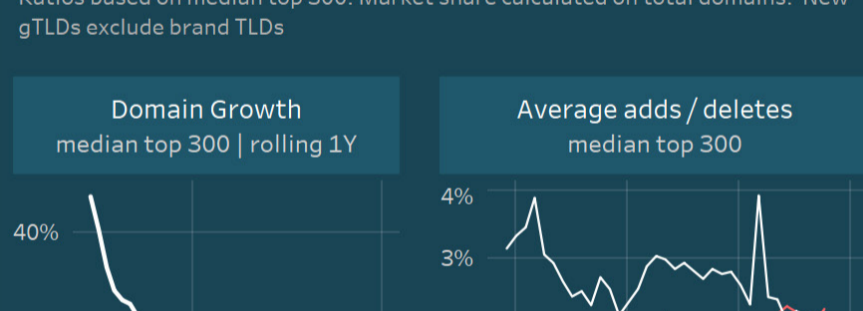 Ratios based on median top 300. Market share calculated on total domains. "New
gTLDs exclude brand TLDs
Domain Growth
median top 300 | rolling 1Y
Average adds / deletes
median top 300
40%
4%
3%